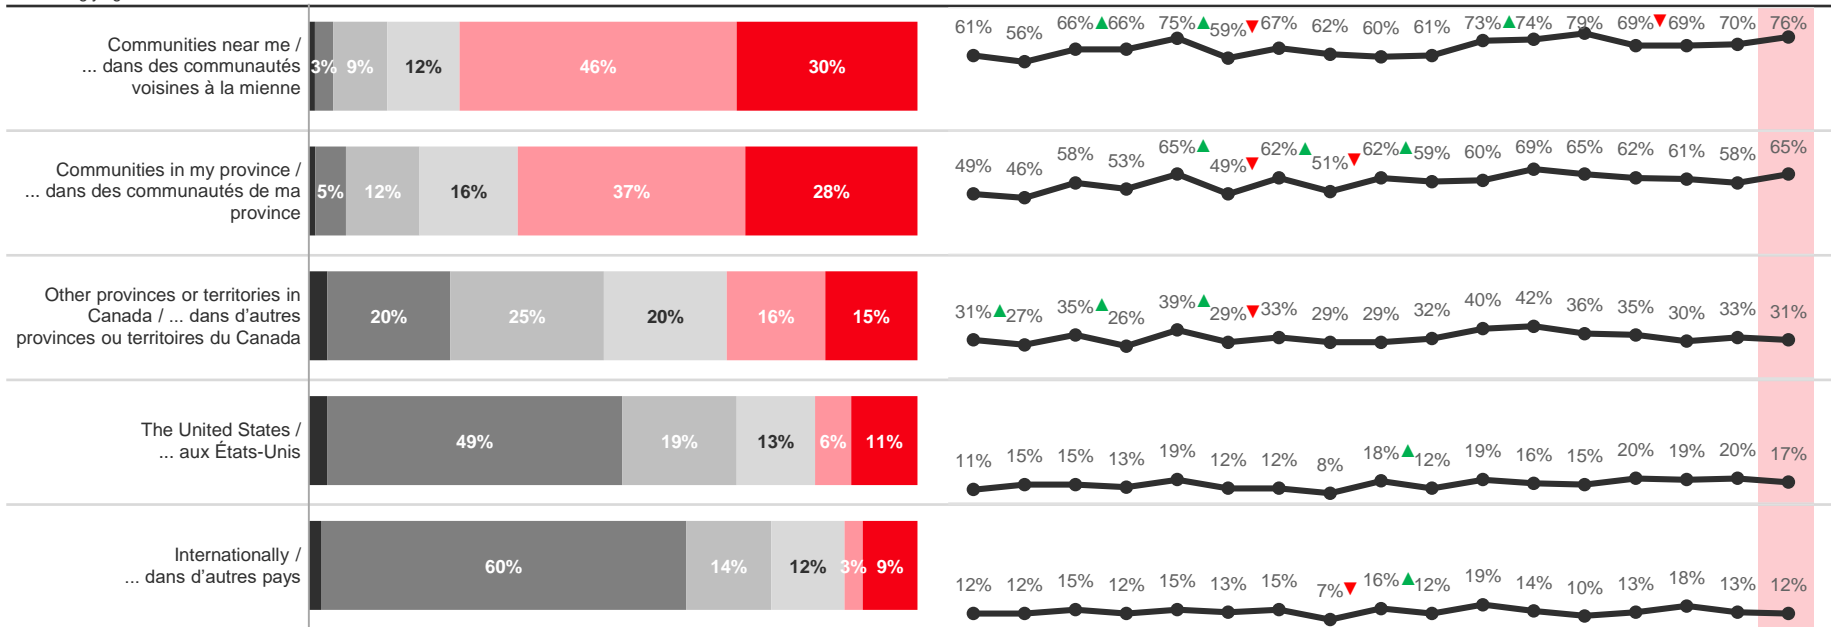 Communities near me /
... dans des communautés
voisines à la mienne
3% 9% 12% 46% 30%
61% 56% 66% 66% 75% 59% 67% 62% 60% 61% 73% 74% 79% 69% 69% 70% 76%
Communities in my province /
... dans des communautés de ma
province
5% 12% 16% 37% 28%
49% 46% 58% 53% 65% 49% 62% 51% 62% 59% 60% 69% 65% 62% 61% 58% 65%
Other provinces or territories in
Canada / ... dans d'autres
provinces ou territoires du Canada
20% 25% 20% 16% 15%
31% 27% 35% 26% 39% 29% 33% 29% 29% 32% 40% 42% 36% 35% 30% 33% 31%
The United States /
... aux États-Unis
49% 19% 13% 6% 11%
11% 15% 15% 13% 19% 12% 12% 8% 18% 12% 19% 16% 15% 20% 19% 20% 17%
Internationally /
... dans d'autres pays
60% 14% 12% 3% 9%
12% 12% 15% 12% 15% 13% 15% 7% 16% 12% 19% 14% 10% 13% 18% 13% 12%